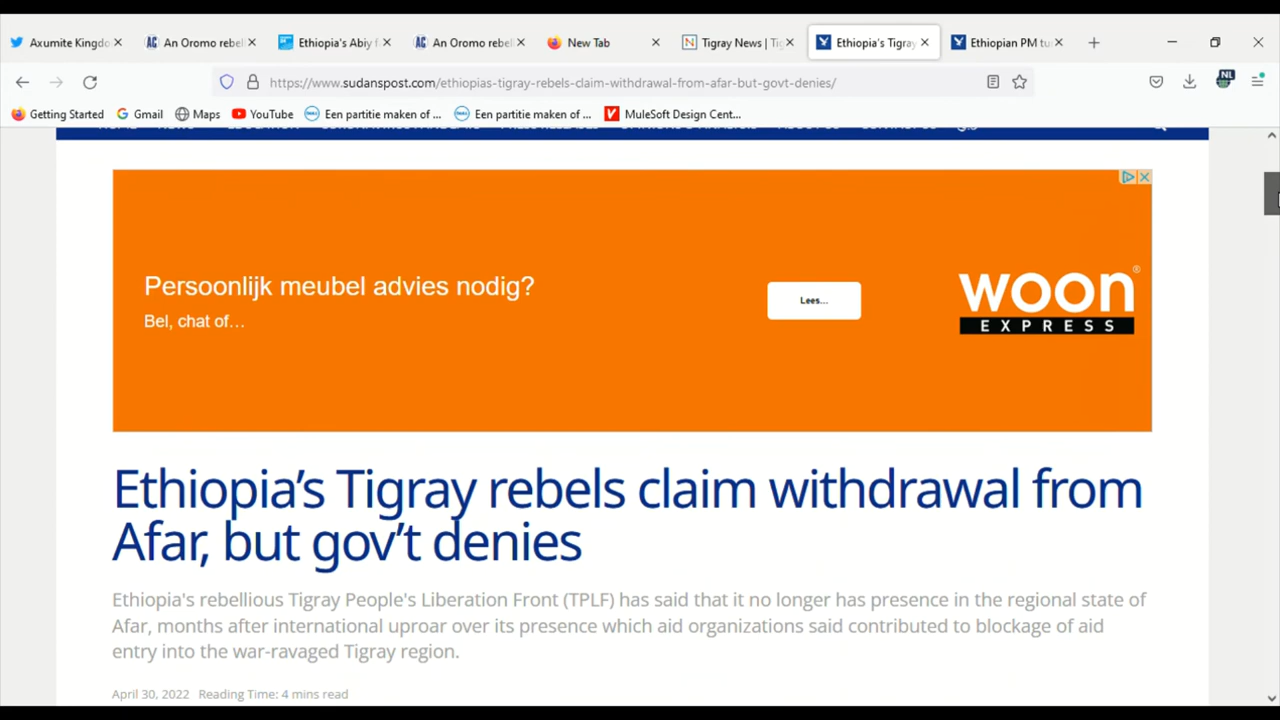 Axumite Kingdo
An Oromo rebel
Ethiopia's Abiy f
An Oromo rebel
New Tab
Tigray News | Tig
Ethiopia's Tigray
Ethiopian PM tu
https://www.sudanspost.com/ethiopias-tigray-rebels-claim-withdrawal-from-afar-but-govt-denies/
NL
Getting Started
Gmail
Maps
YouTube
Een partitie maken of ...
Een partitie maken of ...
MuleSoft Design Cent...
Persoonlijk meubel advies nodig?
Bel, chat of...
Lees...
woon®
EXPRESS
Ethiopia's Tigray rebels claim withdrawal from
Afar, but gov't denies
Ethiopia's rebellious Tigray People's Liberation Front (TPLF) has said that it no longer has presence in the regional state of
Afar, months after international uproar over its presence which aid organizations said contributed to blockage of aid
entry into the war-ravaged Tigray region.
April 30, 2022 Reading Time: 4 mins read